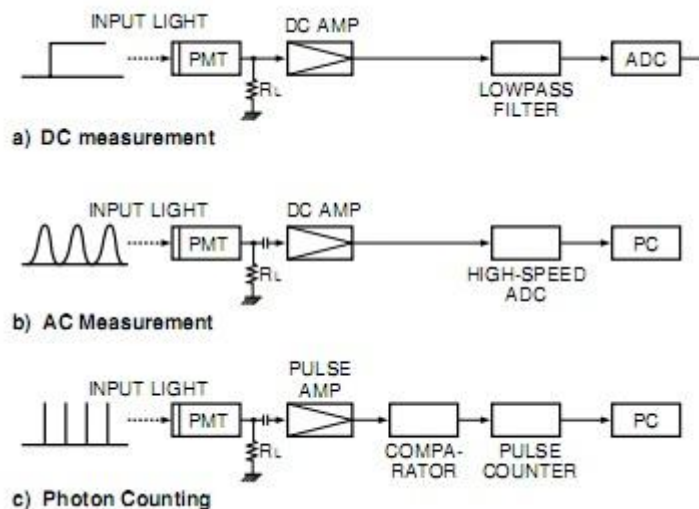 INPUT LIGHT
DC AMP
PMT
ADC
RL
LOWPASS
FILTER
a) DC measurement
INPUT LIGHT
DC AMP
PMT
PC
RL
HIGH-SPEED
ADC
b) AC Measurement
PULSE
AMP
INPUT LIGHT
PMT
PC
RL
COMPA-
RATOR
PULSE
COUNTER
c) Photon Counting